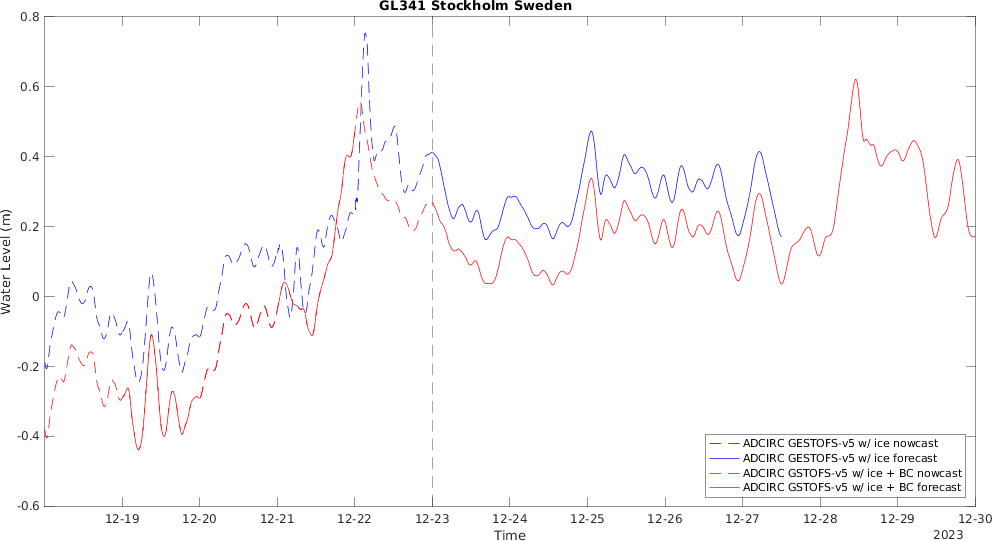 GL341 Stockholm Sweden
0.8
0.6
0.4
0.2
0
-0.2
-0.4
-0.6
Water Level (m)
ADCIRC GESTOFS-v5 w/ ice nowcast
ADCIRC GESTOFS-v5 w/ ice forecast
ADCIRC GSTOFS-v5 w/ ice + BC nowcast
ADCIRC GSTOFS-v5 w/ ice + BC forecast
12-19 12-20 12-21 12-22 12-23 12-24 12-25 12-26 12-27 12-28 12-29 12-30
Time
2023